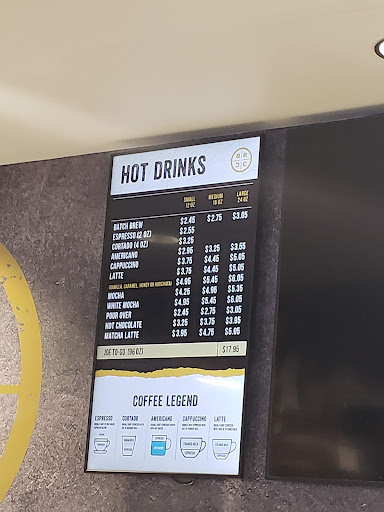 HOT DRINKS
B R
C C
SMALL MEDIUM LARGE
12 OZ 16 OZ 24 OZ
BATCH BREW $2.45 $2.75 $3.05
ESPRESSO (2 OZ) $2.55
CORTADO (4 OZ) $3.25
AMERICANO $2.95 $3.25 $3.55
CAPPUCCINO $3.75 $4.45 $5.05
LATTE $3.75 $4.45 $5.05
(VANILLA, CARAMEL, HONEY OR HORCHATA) $4.95 $5.45 $6.05
MOCHA $4.25 $4.95 $5.35
WHITE MOCHA $4.95 $5.45 $6.05
POUR OVER $2.45 $2.75 $3.05
HOT CHOCOLATE $3.25 $3.75 $3.95
MATCHA LATTE $3.95 $4.75 $5.05
JOE TO-GO (96 OZ) $17.95
COFFEE LEGEND
ESPRESSO CORTADO AMERICANO CAPPUCCINO LATTE